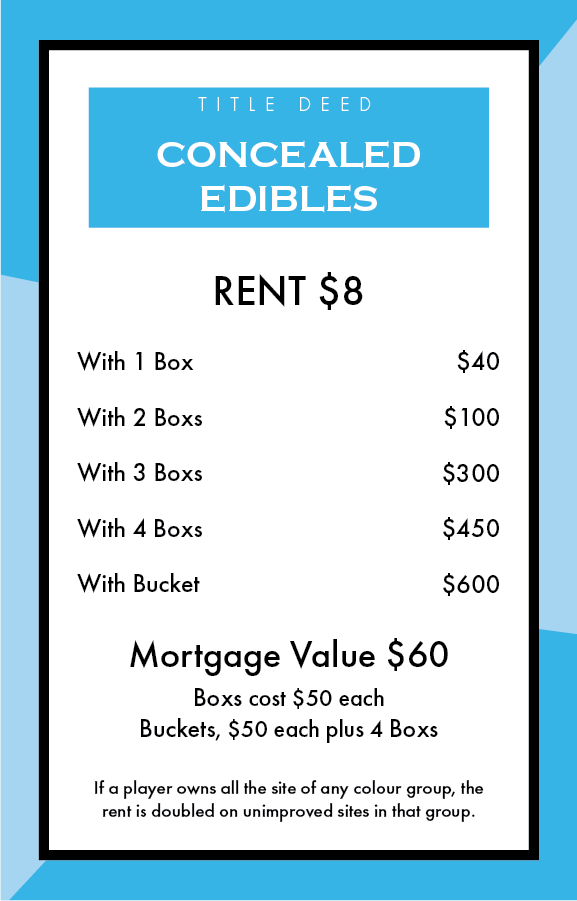 TITLE DEED
CONCEALED
EDIBLES
RENT $8
With 1 Box $40
With 2 Boxs $100
With 3 Boxs $300
With 4 Boxs $450
With Bucket $600
Mortgage Value $60
Boxs cost $50 each
Buckets, $50 each plus 4 Boxs
If a player owns all the site of any colour group, the
rent is doubled on unimproved sites in that group.